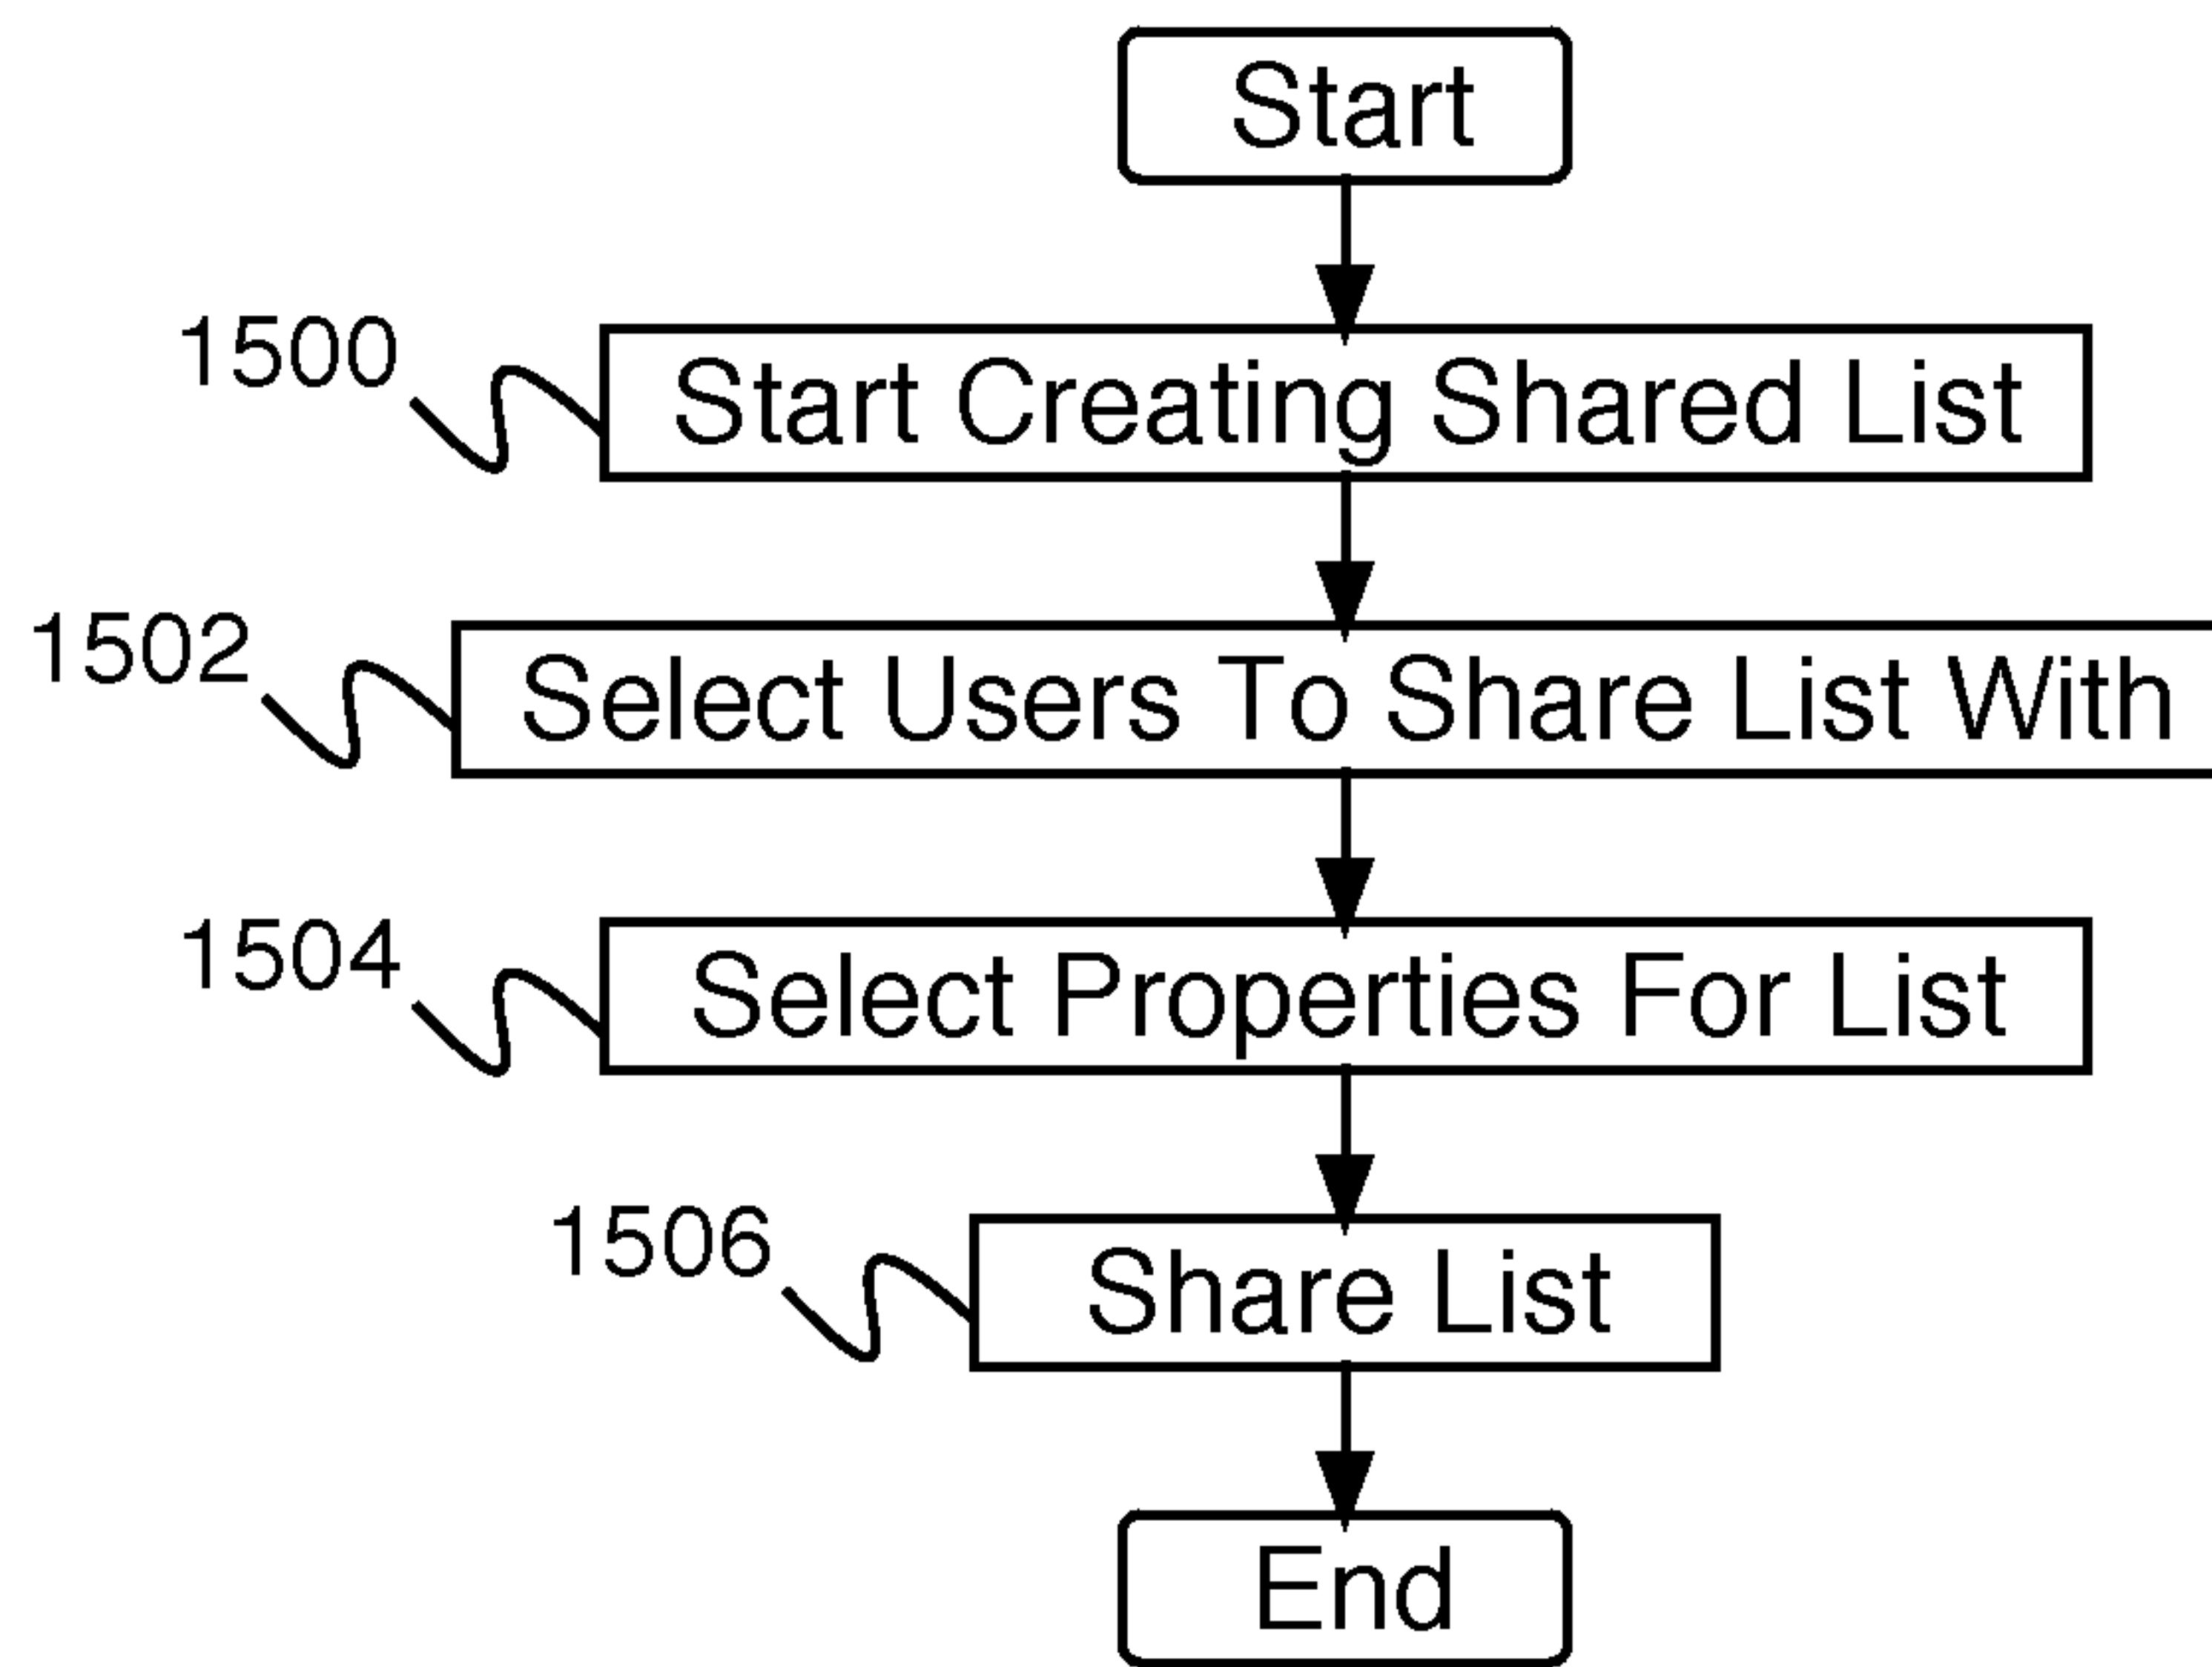 Start
1500
Start Creating Shared List
1502
Select Users To Share List With
1504
Select Properties For List
1506
Share List
End